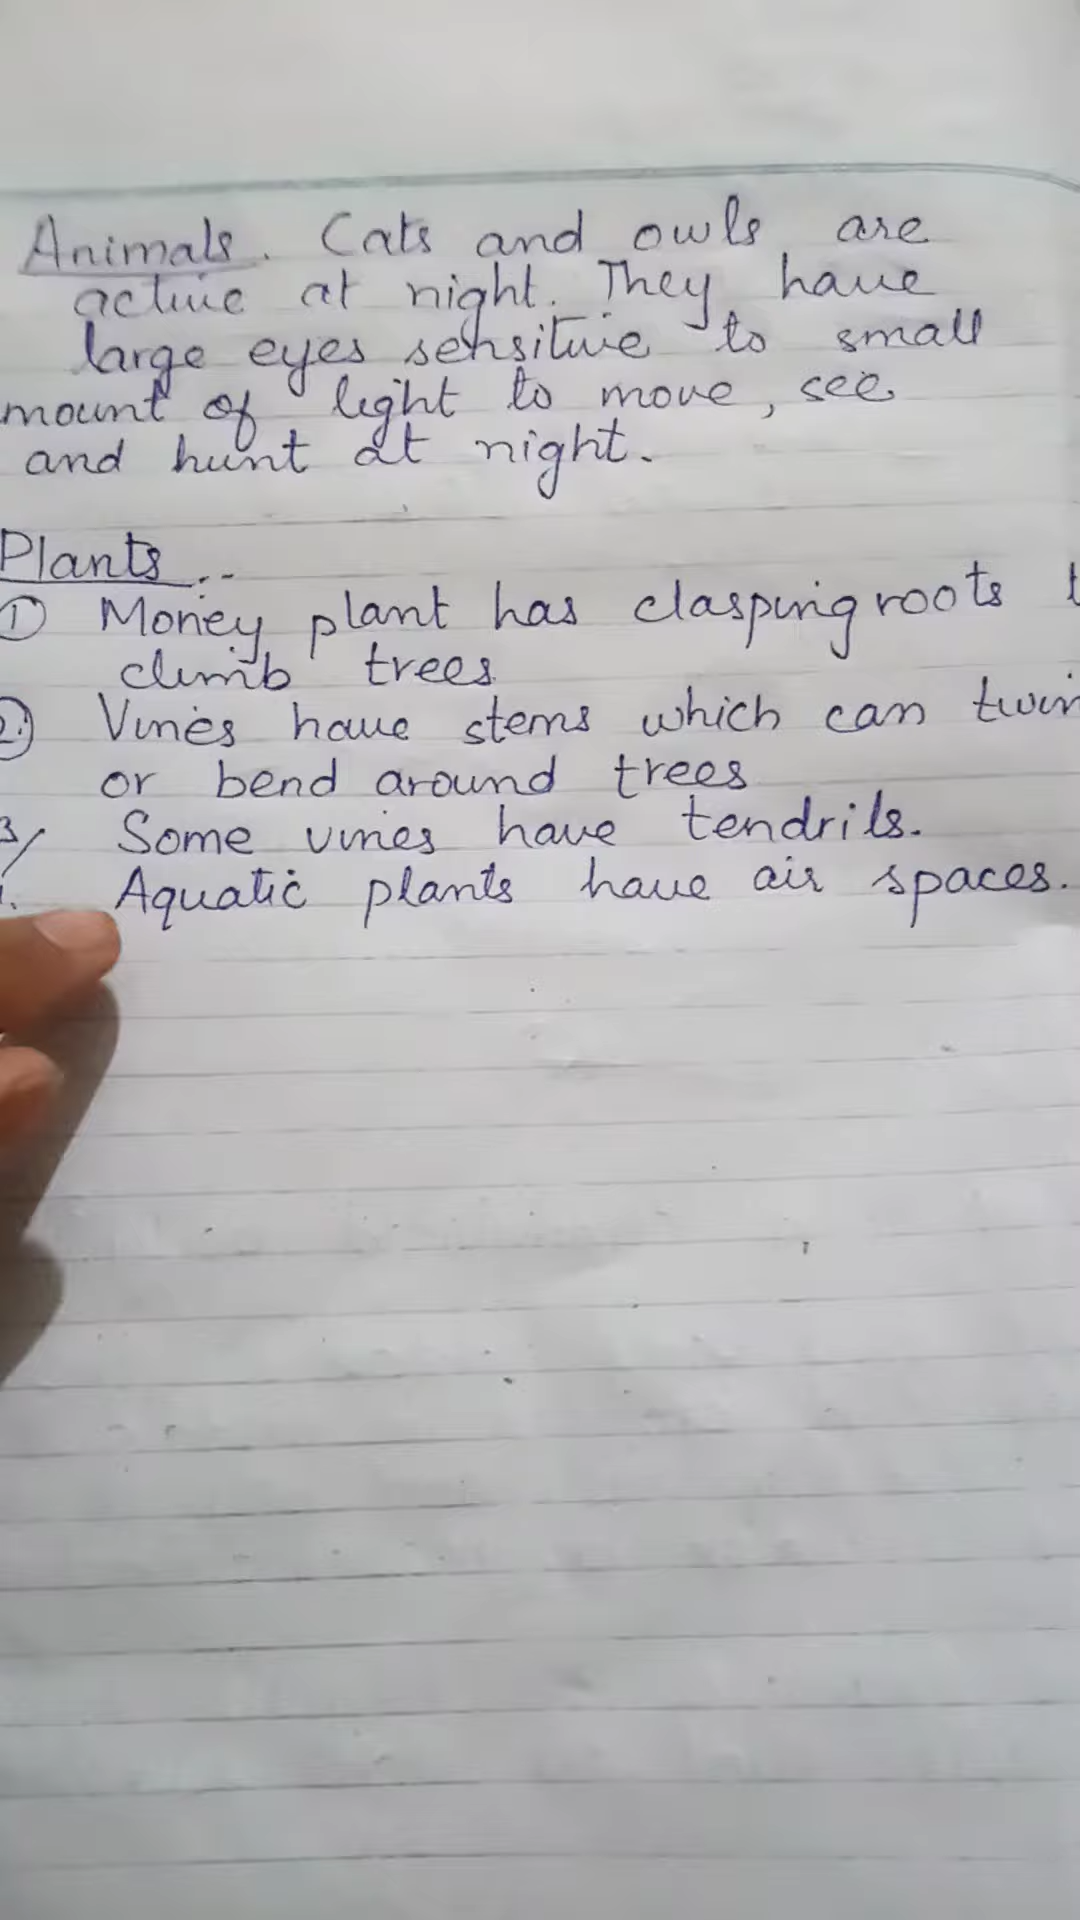 Animals. Cats and owls are
active at night. They have
large eyes sensitive to small
mount of light to move, see
and hunt at night.
Plants
① Money plant has clasping roots t
climb trees
2. Vines have stems which can twin
or bend around trees
3/ Some vines have tendrils.
Aquatic plants have air spaces.